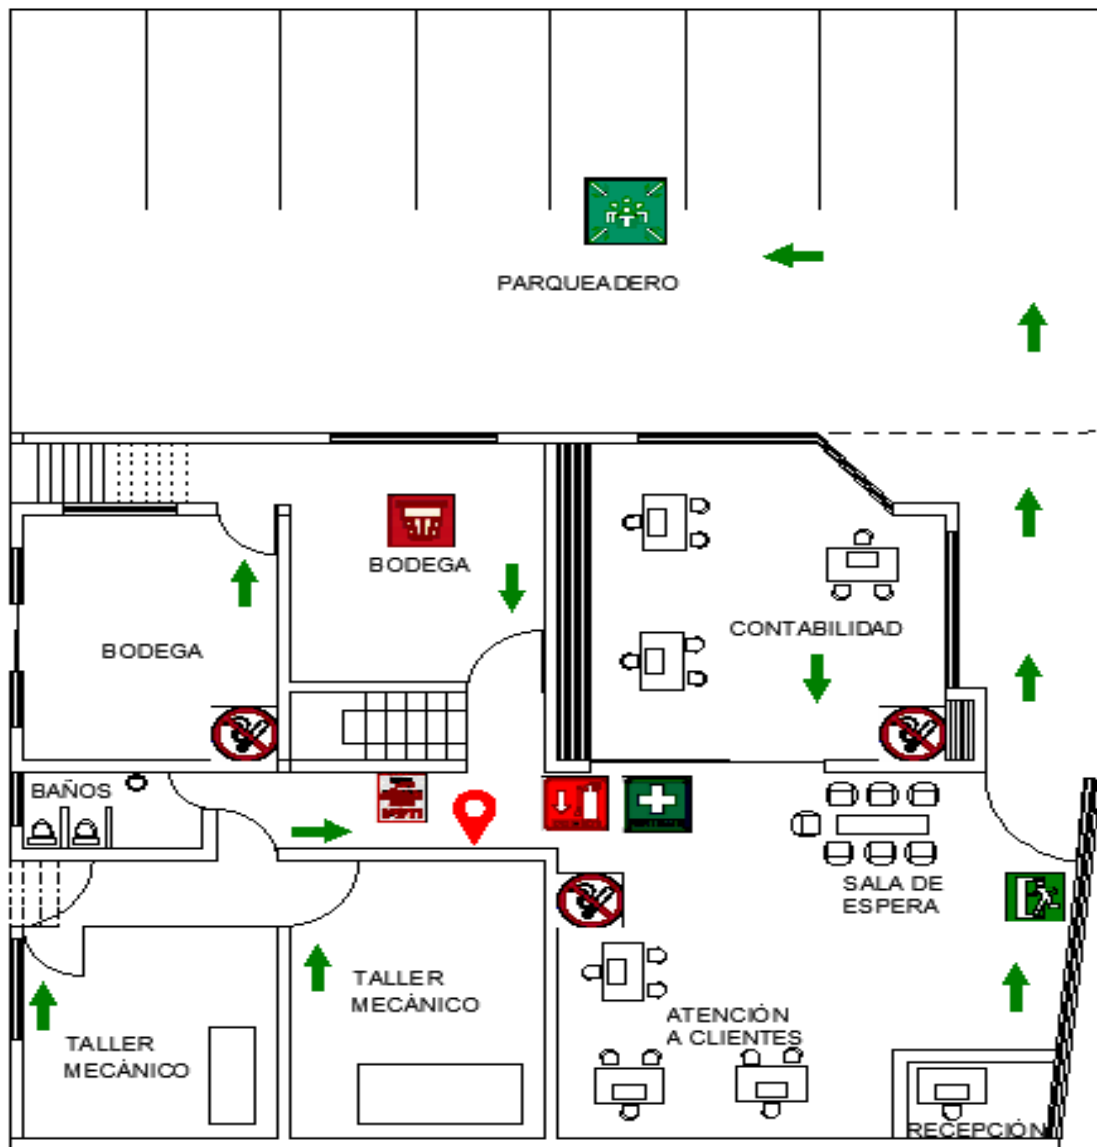 PARQUEADERO
BODEGA
CONTABILIDAD
BODEGA
BAÑOS
SALA DE
ESPERA
TALLER
MECÁNICO
ATENCIÓN
A CLIENTES
TALLER
MECÁNICO
RECEPCIÓN